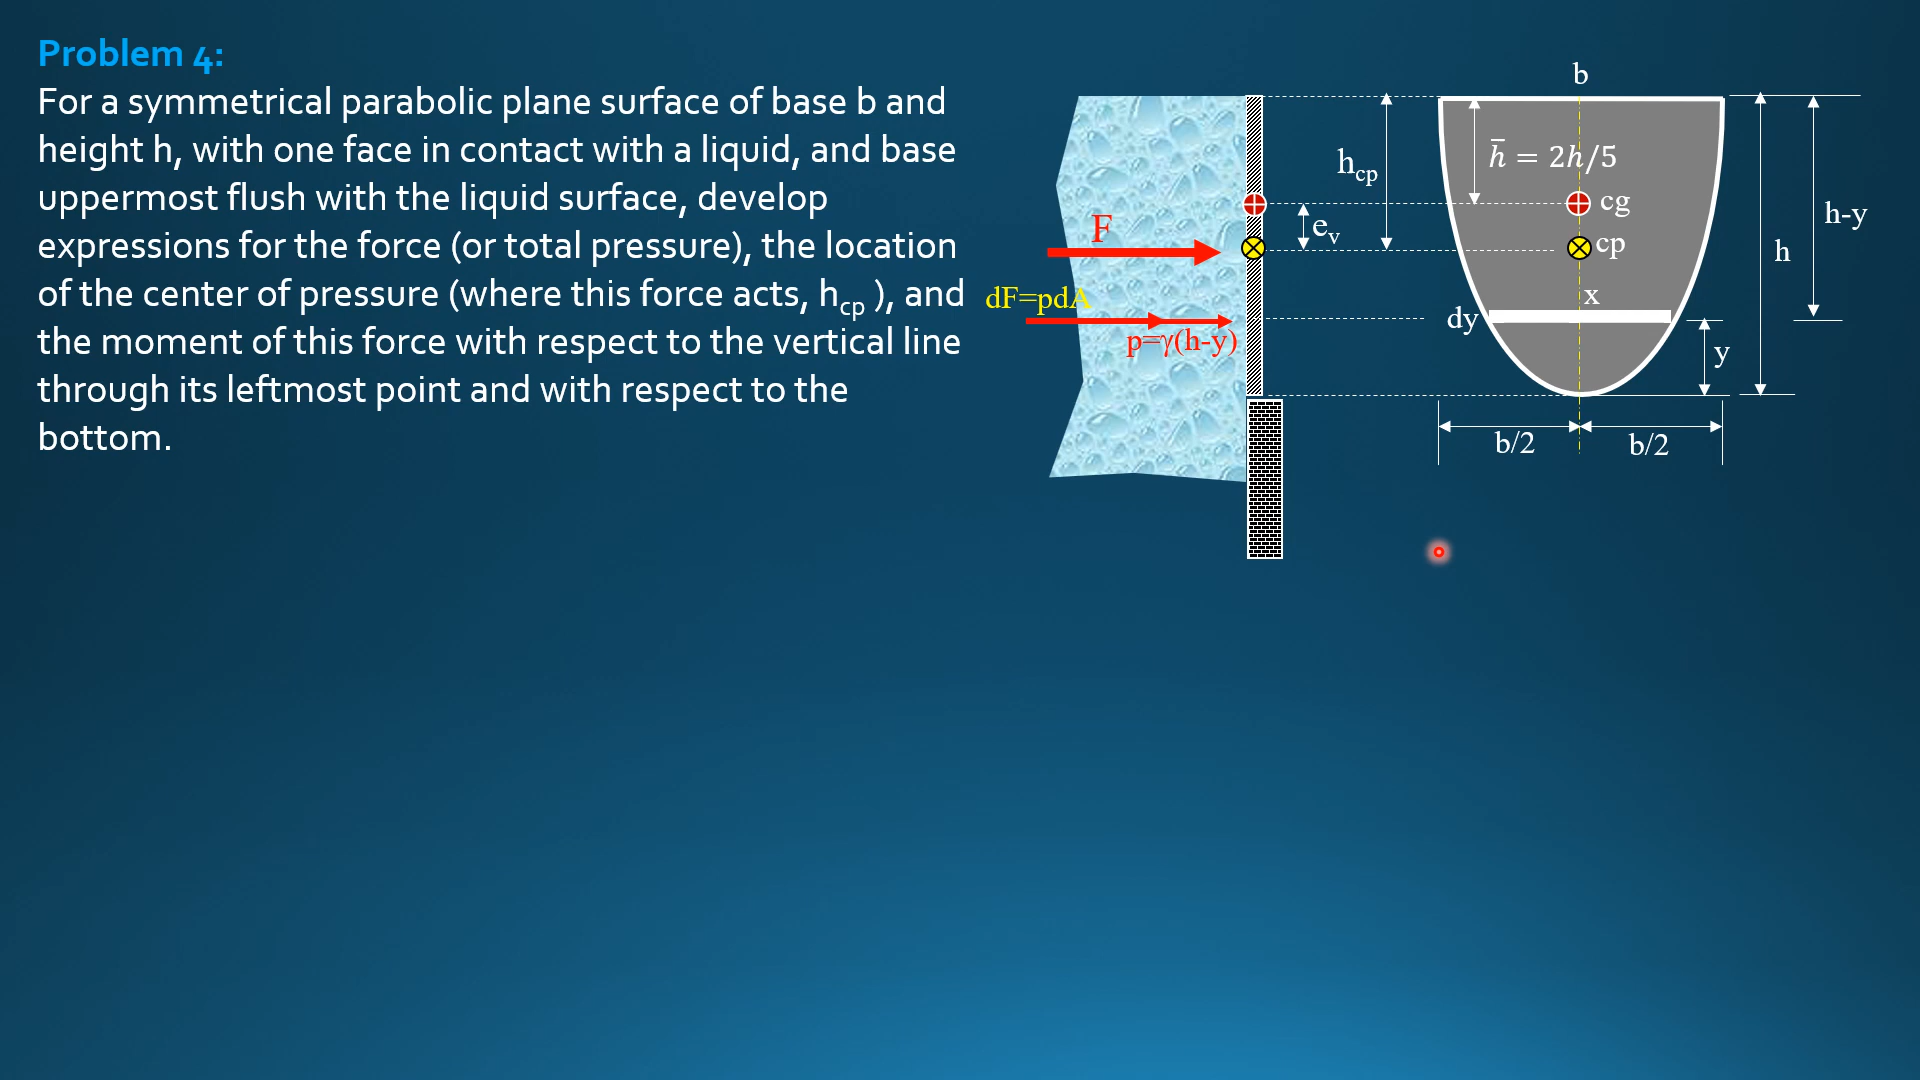 Problem 4:
For a symmetrical parabolic plane surface of base b and
height h, with one face in contact with a liquid, and base
uppermost flush with the liquid surface, develop
expressions for the force (or total pressure), the location
of the center of pressure (where this force acts, hcp ), and
the moment of this force with respect to the vertical line
through its leftmost point and with respect to the
bottom.
b
h̄ = 2h/5
hcp
cg
h-y
F
ev
cp
h
x
dF=pdA
dy
p=γ(h-y)
y
b/2
b/2